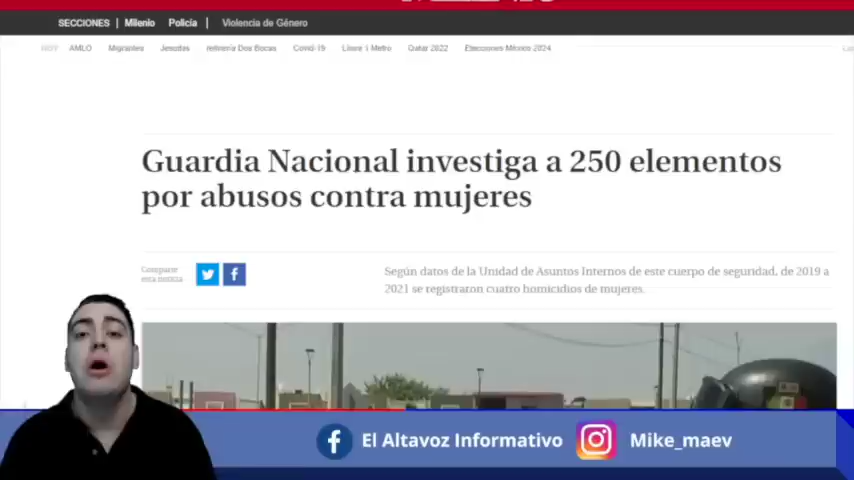 SECCIONES | Milenio Policía | Violencia de Género
HOY AMLO Migrantes Jesuitas refinería Dos Bocas Covid-19 Línea 1 Metro Qatar 2022 Elecciones México 2024
Guardia Nacional investiga a 250 elementos
por abusos contra mujeres
Comparte
esta noticia
Según datos de la Unidad de Asuntos Internos de este cuerpo de seguridad, de 2019 a
2021 se registraron cuatro homicidios de mujeres.
El Altavoz Informativo Mike_maev